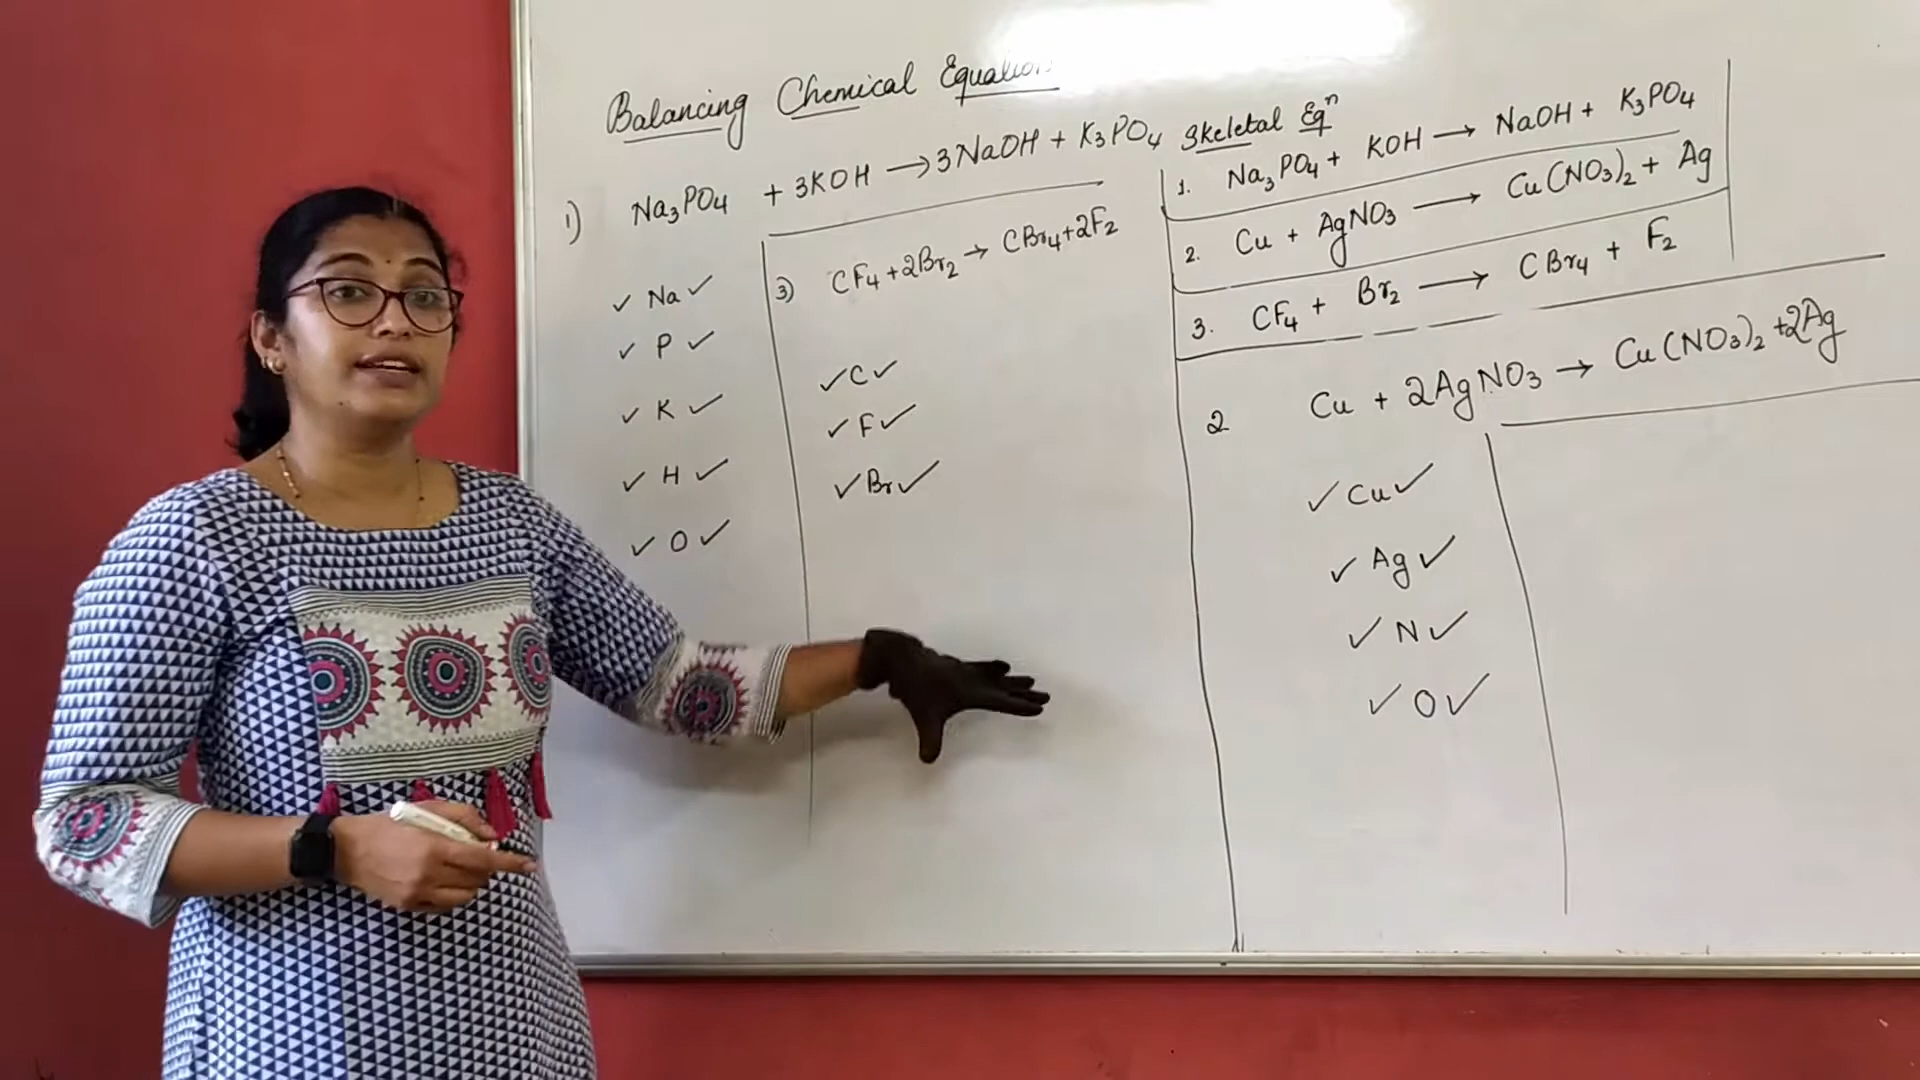 Balancing Chemical Equation
1) Na₃PO₄ + 3KOH → 3NaOH + K₃PO₄
✓ Na ✓
✓ P ✓
✓ K ✓
✓ H ✓
✓ O ✓
3) CF₄ + 2Br₂ → CBr₄ + 2F₂
✓ C ✓
✓ F ✓
✓ Br ✓
Skeletal Eqⁿ
1. Na₃PO₄ + KOH → NaOH + K₃PO₄
2. Cu + AgNO₃ → Cu(NO₃)₂ + Ag
3. CF₄ + Br₂ → CBr₄ + F₂
2 Cu + 2AgNO₃ → Cu(NO₃)₂ + 2Ag
✓ Cu ✓
✓ Ag ✓
✓ N ✓
✓ O ✓